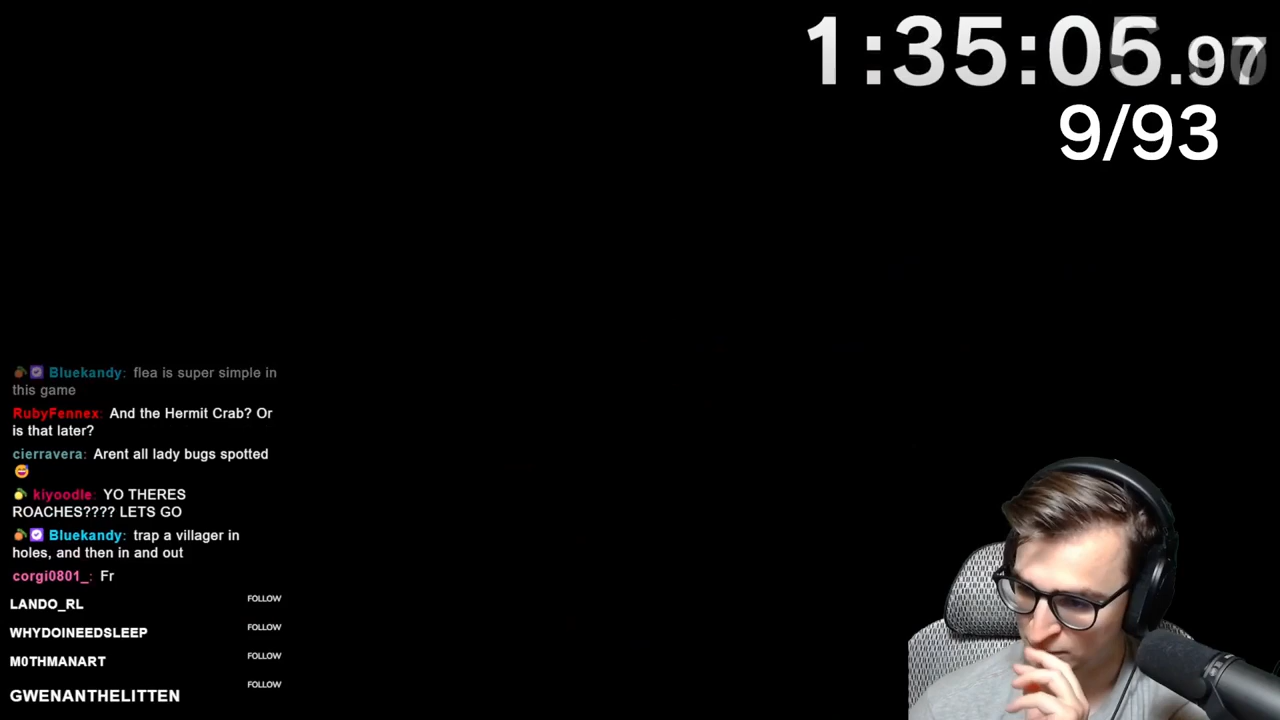 1:35:05.97
9/93
Bluekandy: flea is super simple in
this game
RubyFennex: And the Hermit Crab? Or
is that later?
cierravera: Arent all lady bugs spotted
😅
kiyoodle: YO THERES
ROACHES???? LETS GO
Bluekandy: trap a villager in
holes, and then in and out
corgi0801_: Fr
LANDO_RL FOLLOW
WHYDOINEEDSLEEP FOLLOW
M0THMANART FOLLOW
GWENANTHELITTEN FOLLOW